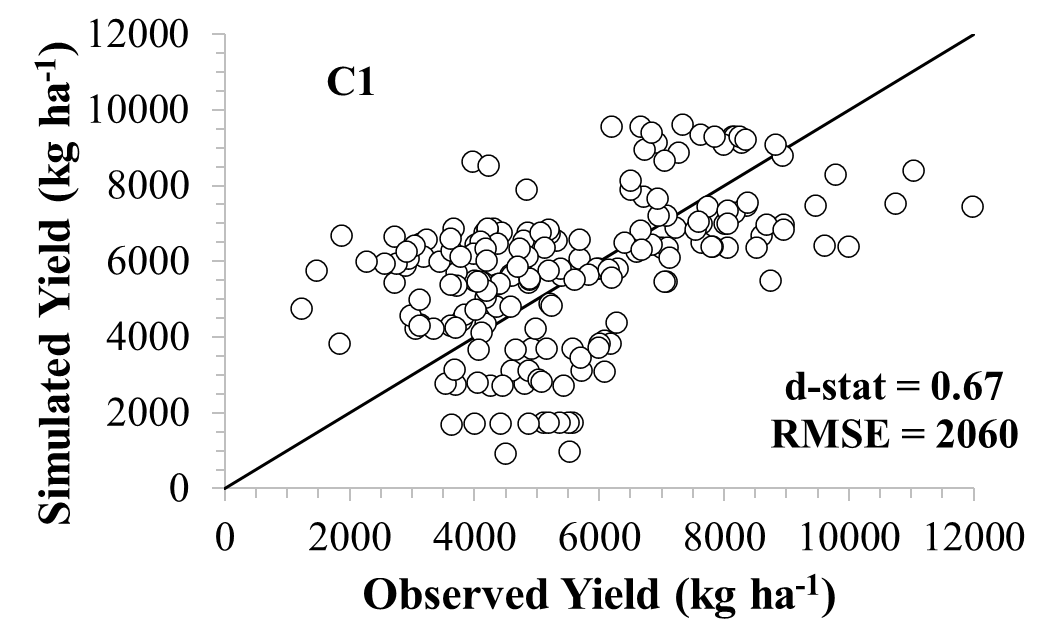 12000
10000
8000
6000
4000
2000
0
Simulated Yield (kg ha⁻¹)
C1
d-stat = 0.67
RMSE = 2060
0 2000 4000 6000 8000 10000 12000
Observed Yield (kg ha⁻¹)